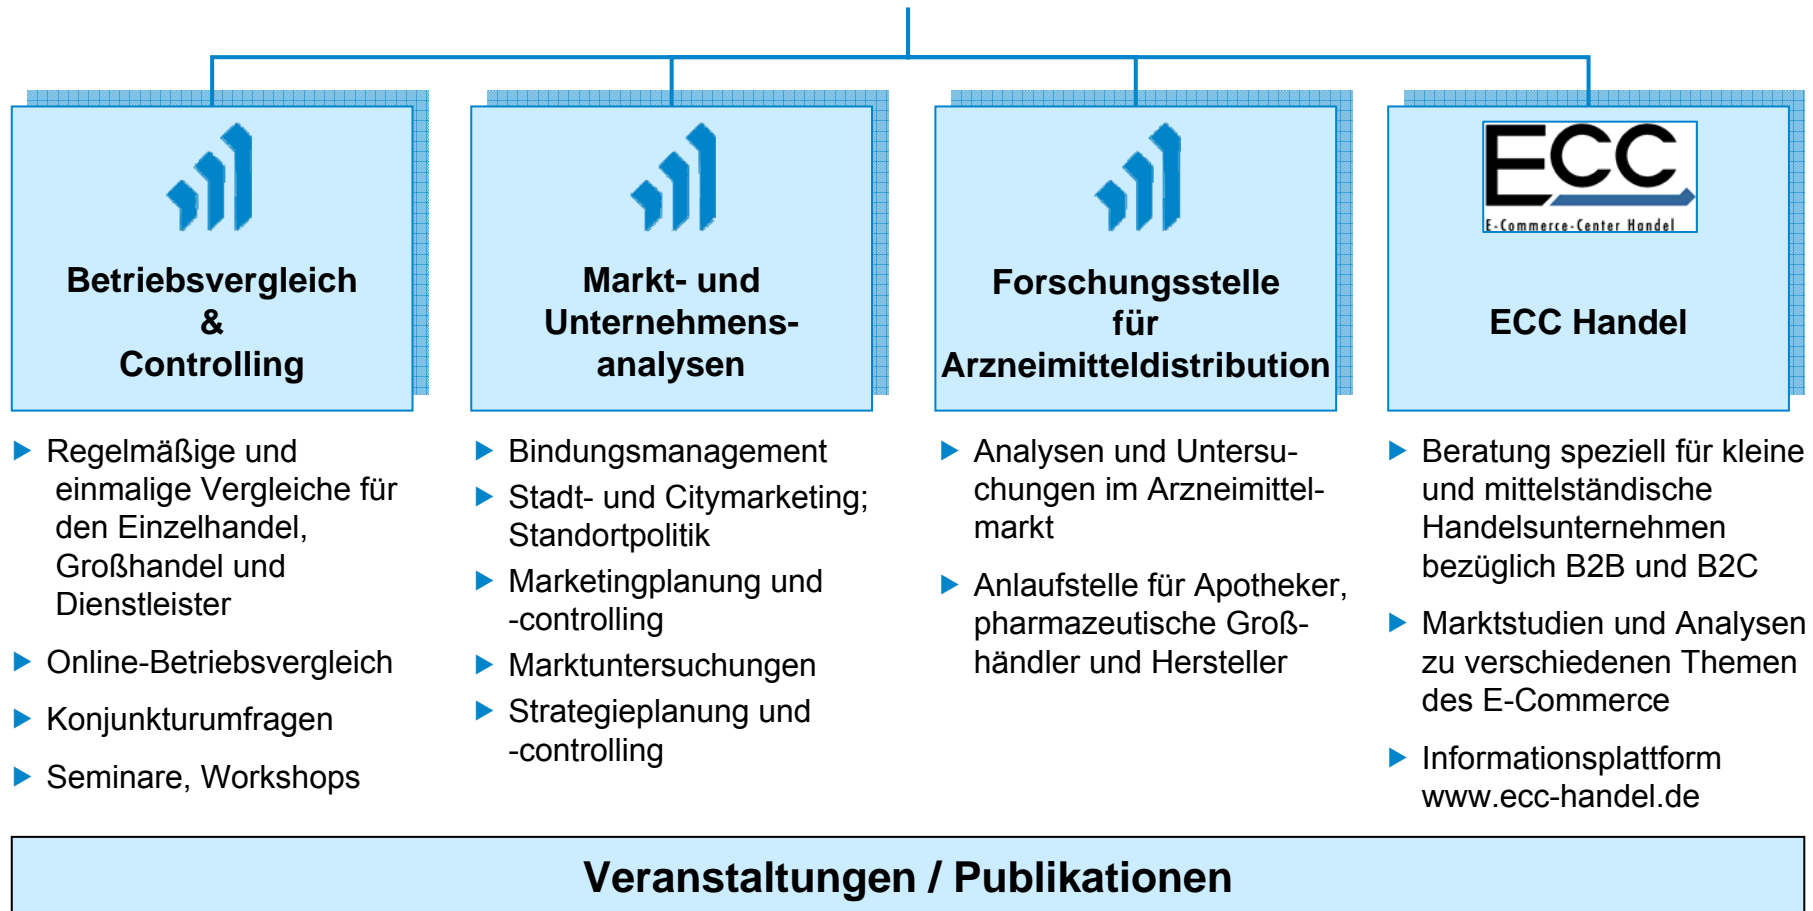 Betriebsvergleich
&
Controlling
Markt- und
Unternehmens-
analysen
Forschungsstelle
für
Arzneimitteldistribution
ECC
E-Commerce-Center Handel
ECC Handel
Regelmäßige und
einmalige Vergleiche für
den Einzelhandel,
Großhandel und
Dienstleister
Online-Betriebsvergleich
Konjunkturumfragen
Seminare, Workshops
Bindungsmanagement
Stadt- und Citymarketing;
Standortpolitik
Marketingplanung und
-controlling
Marktuntersuchungen
Strategieplanung und
-controlling
Analysen und Untersu-
chungen im Arzneimittel-
markt
Anlaufstelle für Apotheker,
pharmazeutische Groß-
händler und Hersteller
Beratung speziell für kleine
und mittelständische
Handelsunternehmen
bezüglich B2B und B2C
Marktstudien und Analysen
zu verschiedenen Themen
des E-Commerce
Informationsplattform
www.ecc-handel.de
Veranstaltungen / Publikationen